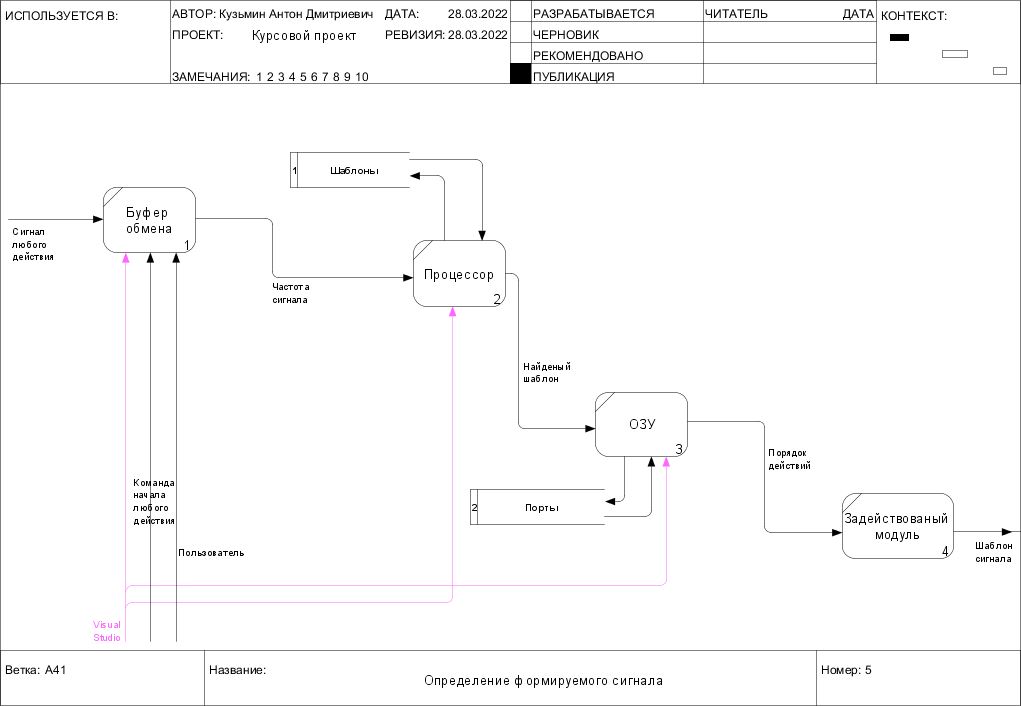 ИСПОЛЬЗУЕТСЯ В:
АВТОР: Кузьмин Антон Дмитриевич
ДАТА: 28.03.2022
ПРОЕКТ: Курсовой проект
РЕВИЗИЯ: 28.03.2022
ЗАМЕЧАНИЯ: 1 2 3 4 5 6 7 8 9 10
РАЗРАБАТЫВАЕТСЯ
ЧЕРНОВИК
РЕКОМЕНДОВАНО
ПУБЛИКАЦИЯ
ЧИТАТЕЛЬ
ДАТА
КОНТЕКСТ:
1
Шаблоны
Буфер
обмена
1
Сигнал
любого
действия
Процессор
2
Частота
сигнала
Найденый
шаблон
ОЗУ
3
Порядок
действий
Команда
начала
любого
действия
2
Порты
Задействованый
модуль
4
Шаблон
сигнала
Пользователь
Visual
Studio
Ветка: A41
Название:
Определение формируемого сигнала
Номер: 5